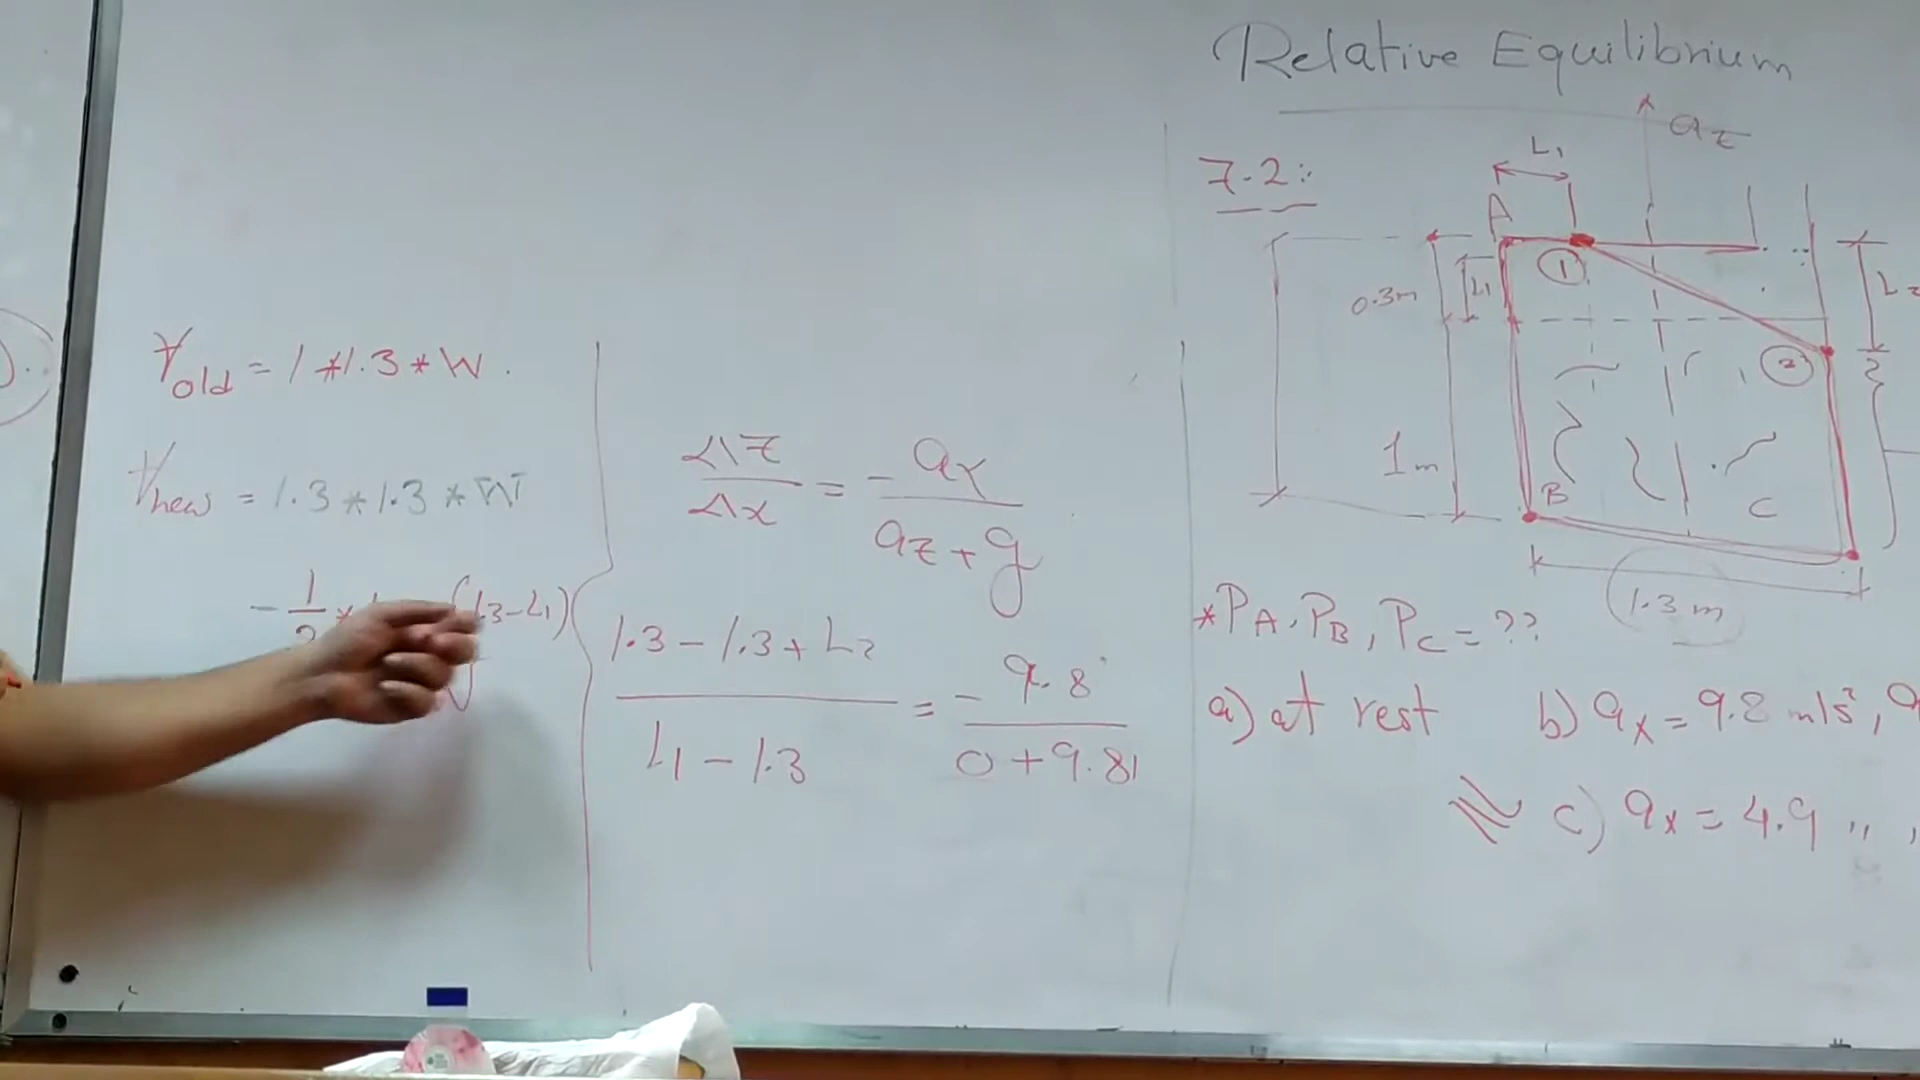 Relative Equilibrium
7-2:
az
L1
A
1
0.3m
L1
L2
2
1m
B
C
1.3 m
*PA, PB, PC = ??
a) at rest b) ax = 9.8 m/s²,
c) ax = 4.9 ,, ,
∀old = 1 * 1.3 * W.
∀new = 1.3 * 1.3 * W
- 1/2 * (1.3 - L1)
ΔZ/Δx = - ax/(az + g)
(1.3 - 1.3 + L2)/(L1 - 1.3) = - 9.8/(0 + 9.81)